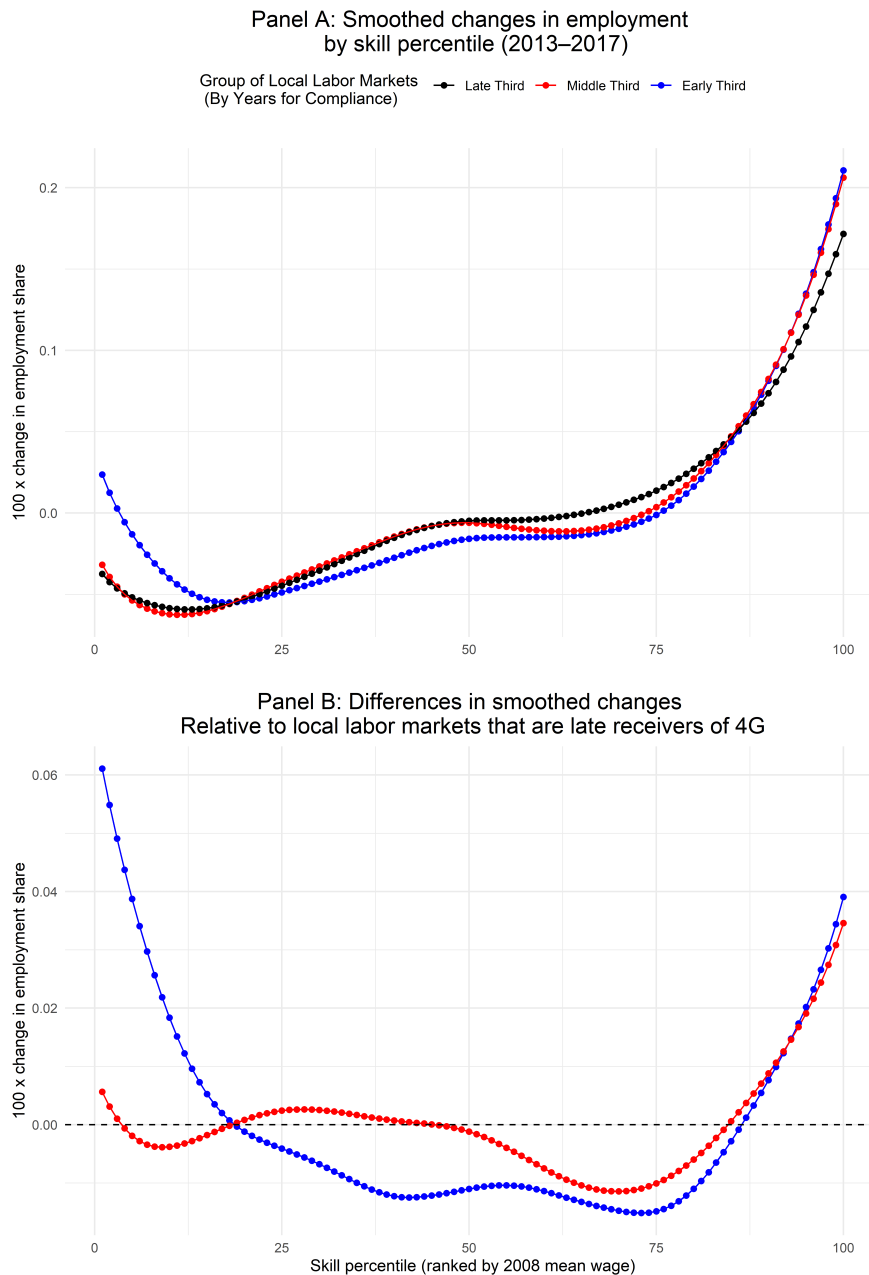 Panel A: Smoothed changes in employment
by skill percentile (2013–2017)
Group of Local Labor Markets
(By Years for Compliance)
Late Third
Middle Third
Early Third
100 x change in employment share
0.2
0.1
0.0
0
25
50
75
100
Panel B: Differences in smoothed changes
Relative to local labor markets that are late receivers of 4G
100 x change in employment share
0.06
0.04
0.02
0.00
0
25
50
75
100
Skill percentile (ranked by 2008 mean wage)